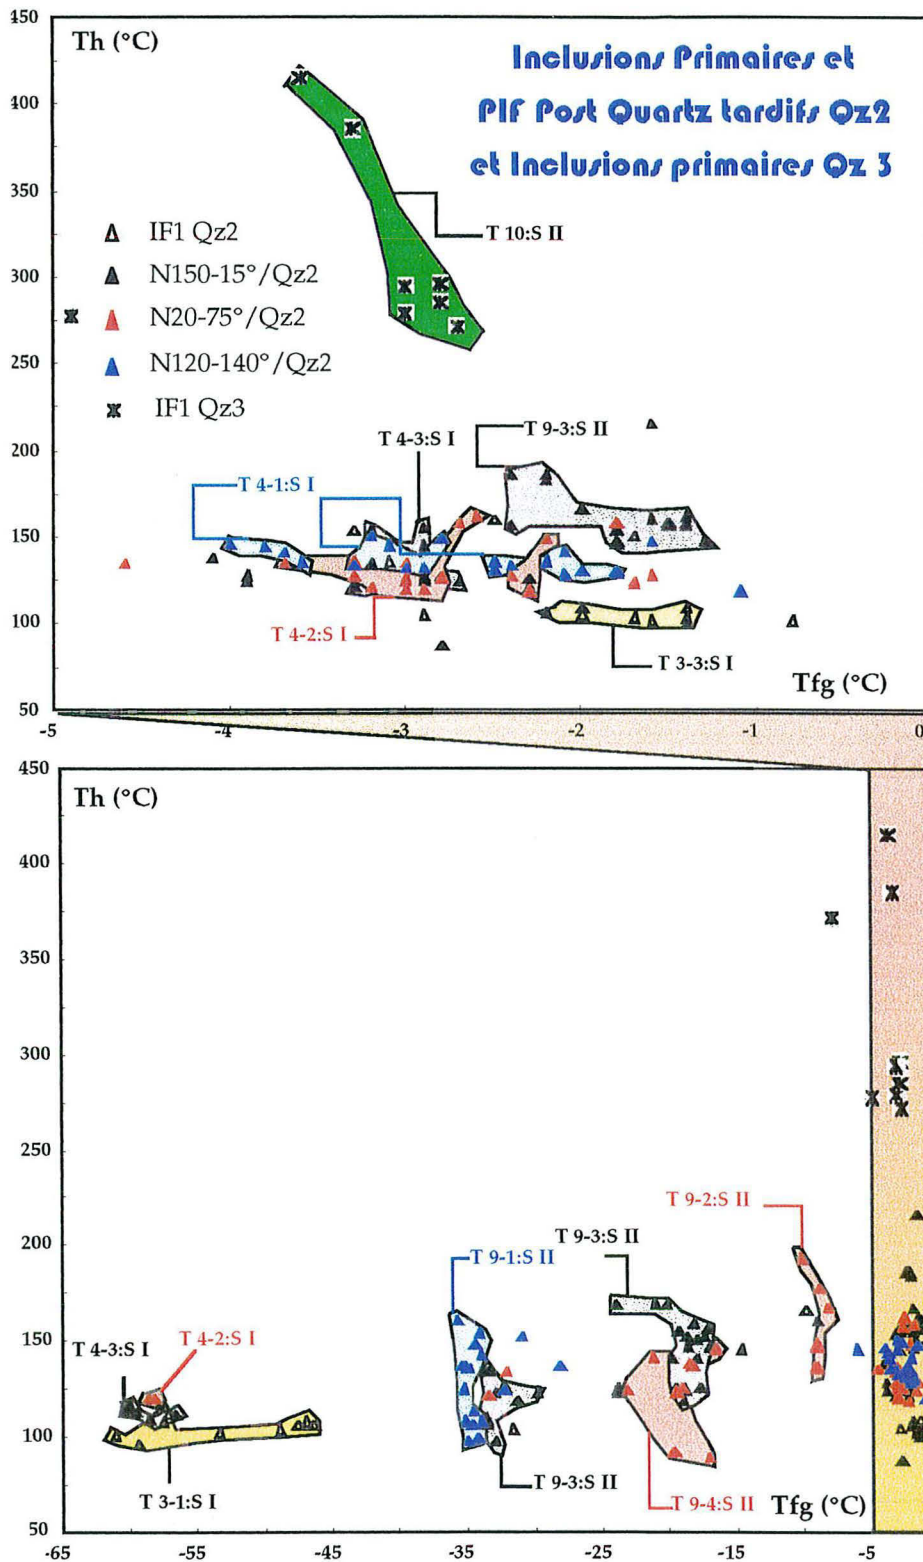 450
Th (°C)
Inclusions Primaires et
PIF Post Quartz tardifs Qz2
et Inclusions primaires Qz 3
400
350
T 10:S II
IF1 Qz2
300
N150-15°/Qz2
N20-75°/Qz2
250
N120-140°/Qz2
IF1 Qz3
200
T 4-3:S I
T 9-3:S II
T 4-1:S I
150
100
T 4-2:S I
T 3-3:S I
Tfg (°C)
50
-5 -4 -3 -2 -1 0
450
Th (°C)
400
350
300
250
T 9-2:S II
200
T 9-3:S II
T 9-1:S II
T 4-3:S I
T 4-2:S I
150
100
T 3-1:S I
T 9-3:S II
T 9-4:S II
Tfg (°C)
50
-65 -55 -45 -35 -25 -15 -5